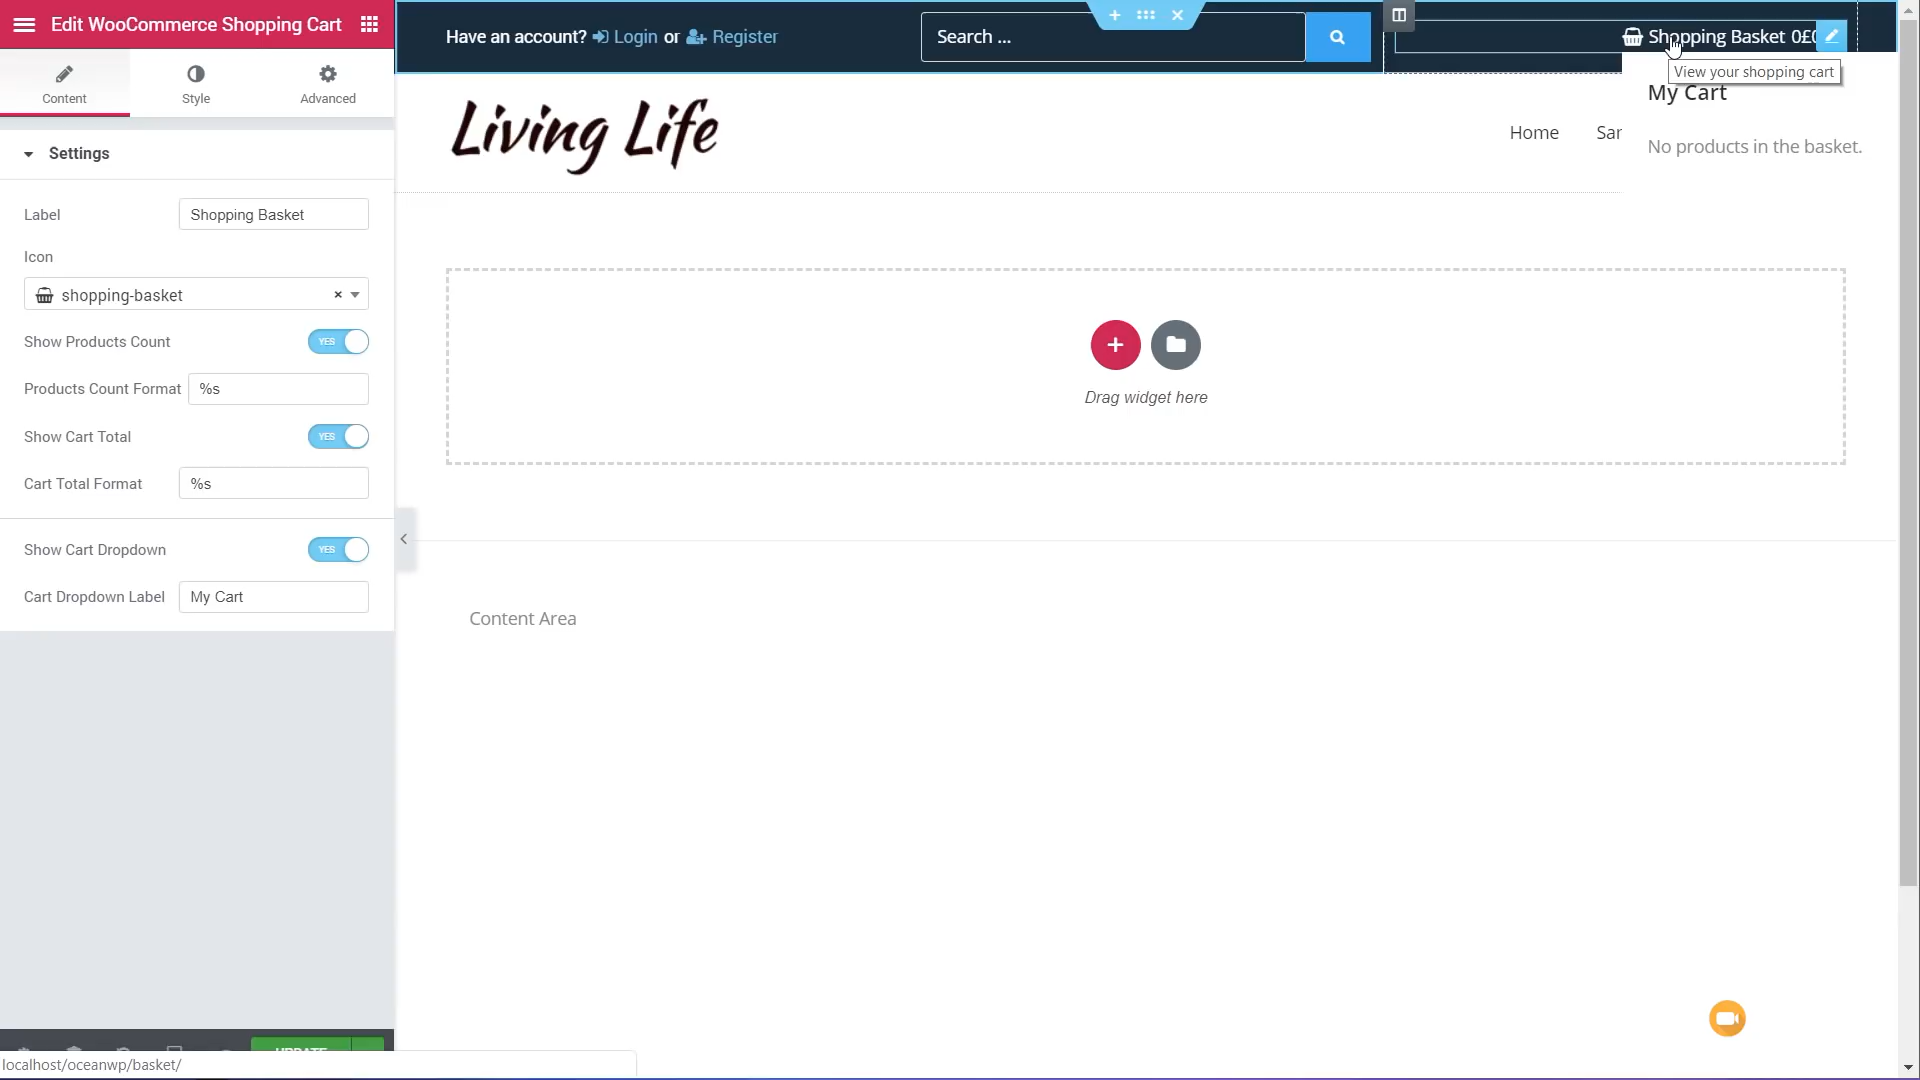 Edit WooCommerce Shopping Cart
Content
Style
Advanced
Settings
Label
Shopping Basket
Icon
shopping-basket
×
Show Products Count
YES
Products Count Format
%s
Show Cart Total
YES
Cart Total Format
%s
Show Cart Dropdown
YES
Cart Dropdown Label
My Cart
localhost/oceanwp/basket/
Have an account? Login or Register
Search ...
Shopping Basket 0£0
View your shopping cart
My Cart
No products in the basket.
Living Life
Home
Sar
Drag widget here
Content Area